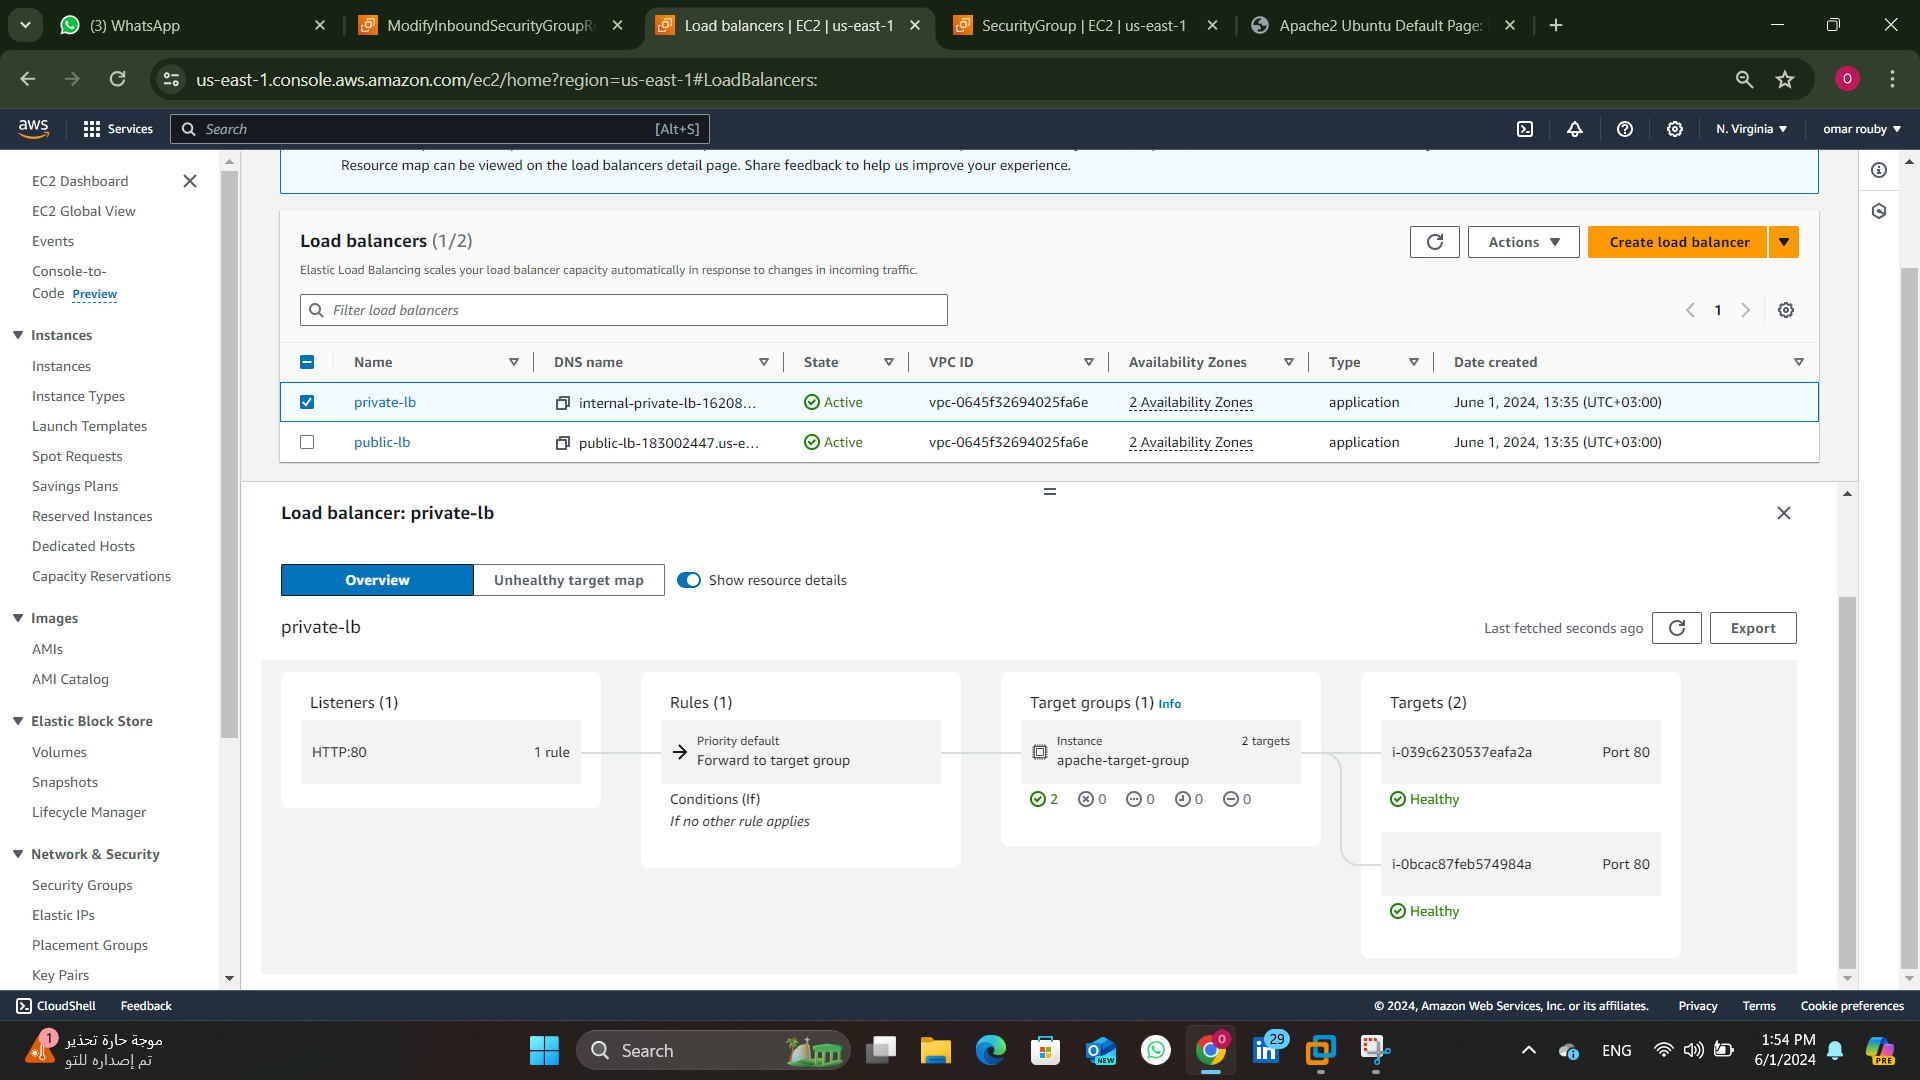 (3) WhatsApp
ModifyInboundSecurityGroupR
Load balancers | EC2 | us-east-1
SecurityGroup | EC2 | us-east-1
Apache2 Ubuntu Default Page:
us-east-1.console.aws.amazon.com/ec2/home?region=us-east-1#LoadBalancers:
O
aws
Services
Search
[Alt+S]
N. Virginia
omar rouby
EC2 Dashboard
EC2 Global View
Events
Console-to-
Code Preview
Instances
Instances
Instance Types
Launch Templates
Spot Requests
Savings Plans
Reserved Instances
Dedicated Hosts
Capacity Reservations
Images
AMIs
AMI Catalog
Elastic Block Store
Volumes
Snapshots
Lifecycle Manager
Network & Security
Security Groups
Elastic IPs
Placement Groups
Key Pairs
Resource map can be viewed on the load balancers detail page. Share feedback to help us improve your experience.
Load balancers (1/2)
Actions
Create load balancer
Elastic Load Balancing scales your load balancer capacity automatically in response to changes in incoming traffic.
Filter load balancers
1
Name DNS name State VPC ID Availability Zones Type Date created
private-lb internal-private-lb-16208... Active vpc-0645f32694025fa6e 2 Availability Zones application June 1, 2024, 13:35 (UTC+03:00)
public-lb public-lb-183002447.us-e... Active vpc-0645f32694025fa6e 2 Availability Zones application June 1, 2024, 13:35 (UTC+03:00)
Load balancer: private-lb
Overview
Unhealthy target map
Show resource details
private-lb
Last fetched seconds ago
Export
Listeners (1)
HTTP:80 1 rule
Rules (1)
Priority default
Forward to target group
Conditions (If)
If no other rule applies
Target groups (1) Info
Instance 2 targets
apache-target-group
2 0 0 0 0
Targets (2)
i-039c6230537eafa2a Port 80
Healthy
i-0bcac87feb574984a Port 80
Healthy
CloudShell
Feedback
© 2024, Amazon Web Services, Inc. or its affiliates.
Privacy
Terms
Cookie preferences
1
موجة حارة تحذير
تم إصداره للتو
Search
NEW
0
29
ENG
1:54 PM
6/1/2024
PRE